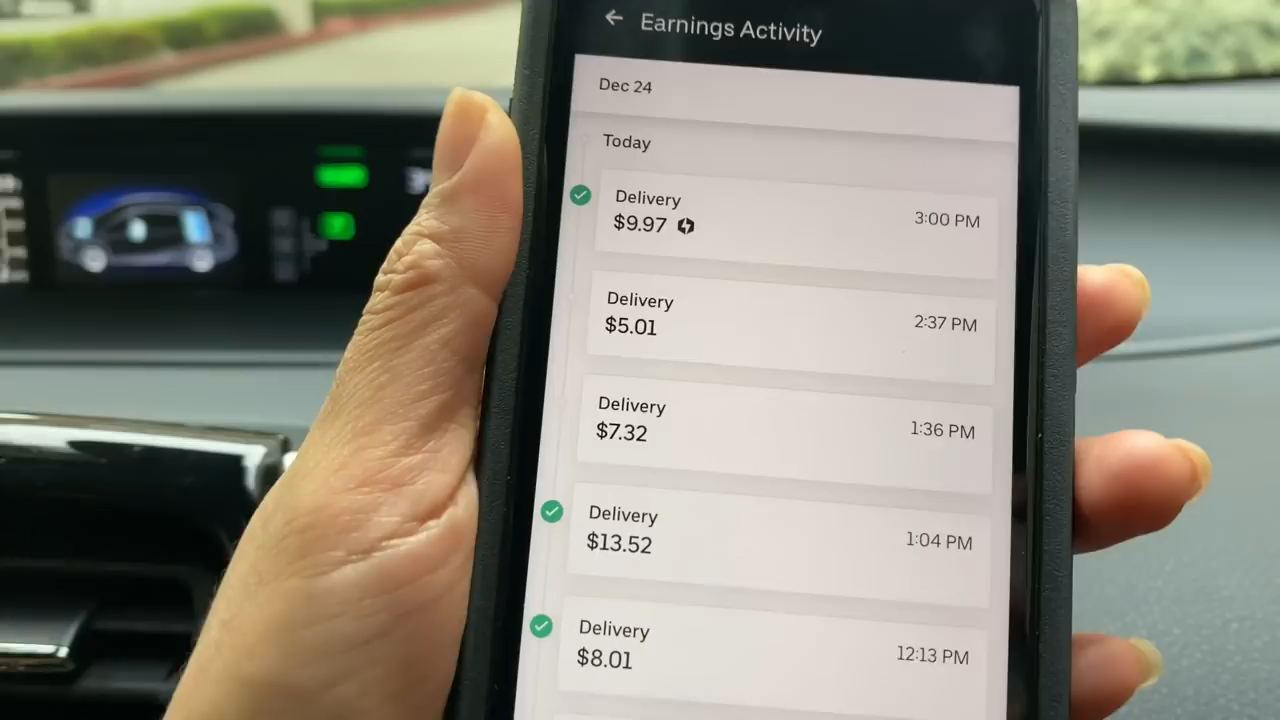 ← Earnings Activity
Dec 24
Today
Delivery
$9.97
3:00 PM
Delivery
$5.01
2:37 PM
Delivery
$7.32
1:36 PM
Delivery
$13.52
1:04 PM
Delivery
$8.01
12:13 PM